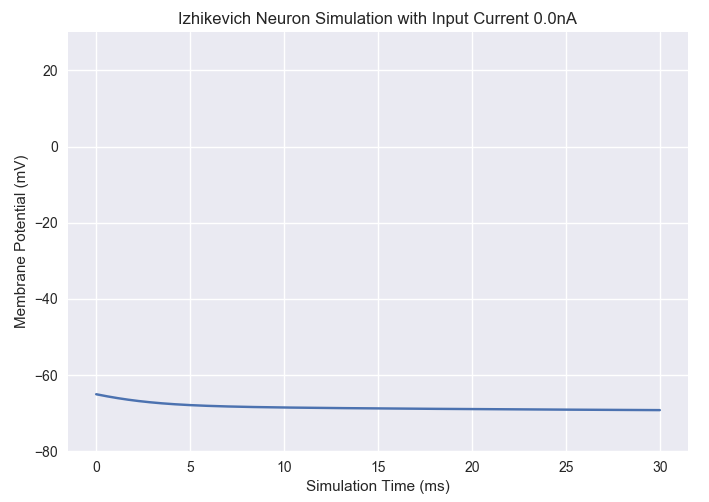 Izhikevich Neuron Simulation with Input Current 0.0nA
Membrane Potential (mV)
20
0
−20
−40
−60
−80
0 5 10 15 20 25 30
Simulation Time (ms)